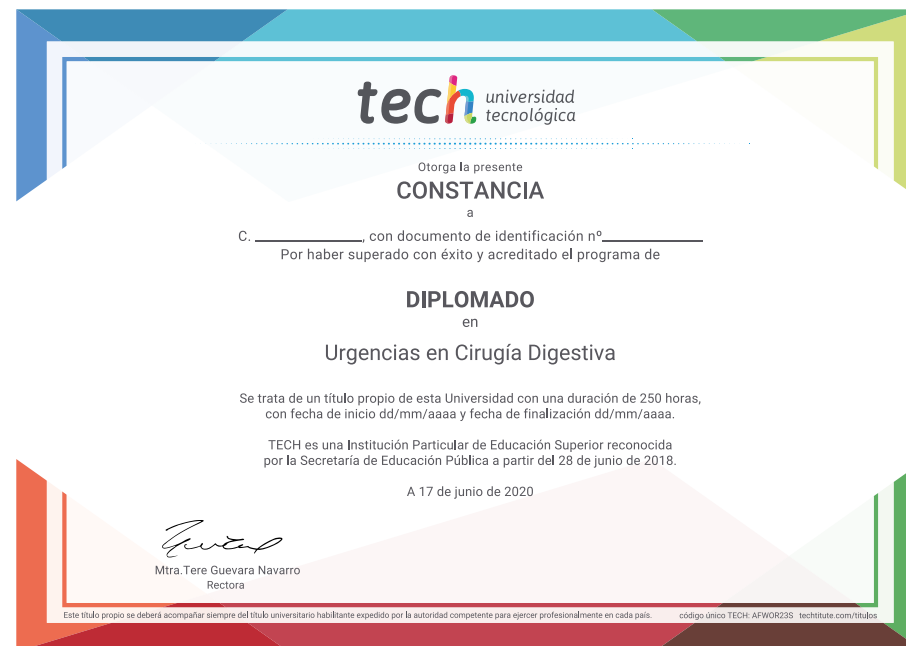 tech universidad
tecnológica
Otorga la presente
CONSTANCIA
a
C. ____________, con documento de identificación nº____________
Por haber superado con éxito y acreditado el programa de
DIPLOMADO
en
Urgencias en Cirugía Digestiva
Se trata de un título propio de esta Universidad con una duración de 250 horas,
con fecha de inicio dd/mm/aaaa y fecha de finalización dd/mm/aaaa.
TECH es una Institución Particular de Educación Superior reconocida
por la Secretaría de Educación Pública a partir del 28 de junio de 2018.
A 17 de junio de 2020
Mtra.Tere Guevara Navarro
Rectora
Este título propio se deberá acompañar siempre del título universitario habilitante expedido por la autoridad competente para ejercer profesionalmente en cada país. código único TECH: AFWOR23S techtitute.com/titulos